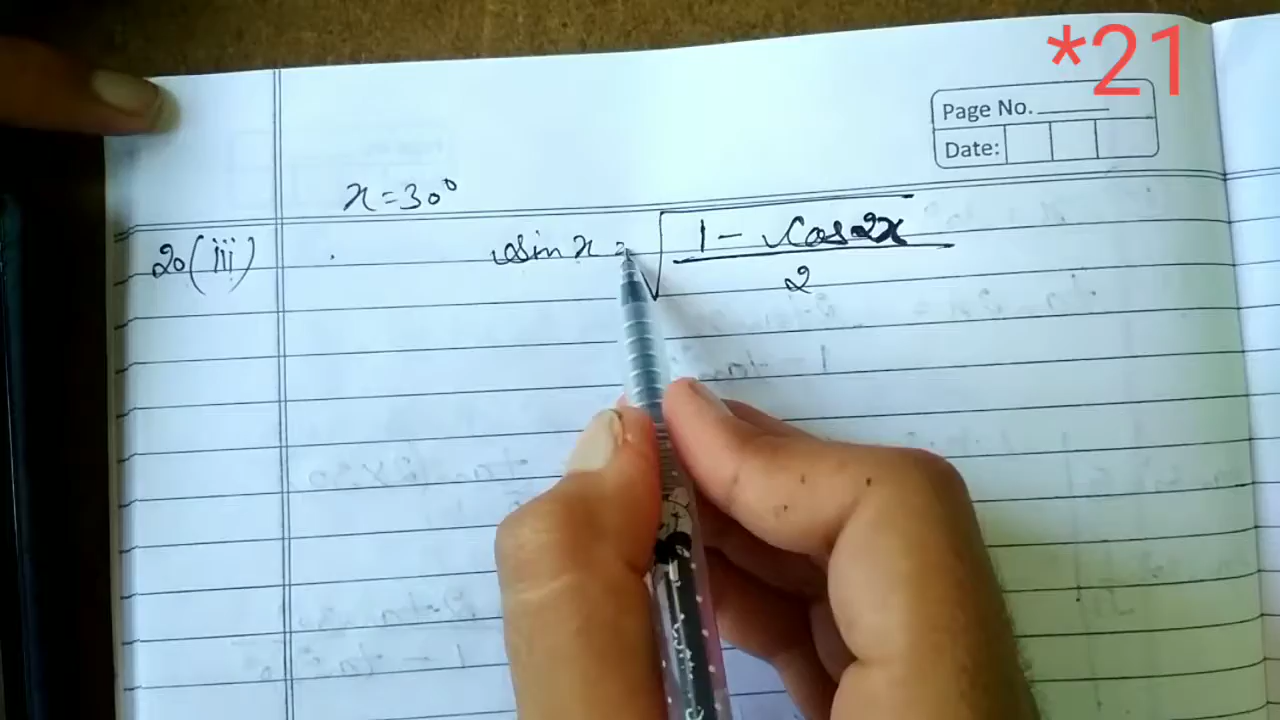 *21
Page No.
Date:
x = 30°
20(iii) sin x = √(1 - cos 2x / 2)